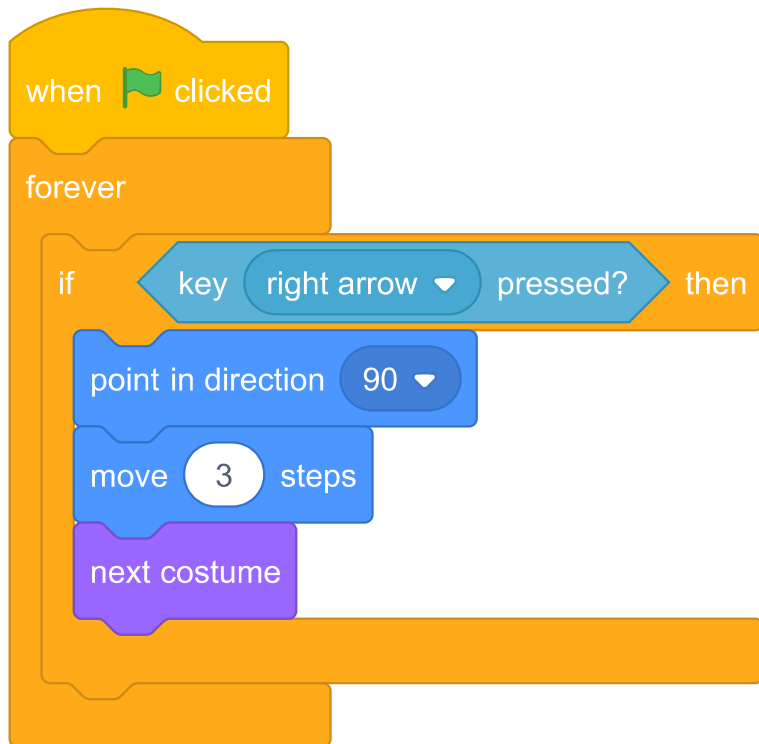 when clicked
forever
if key right arrow pressed? then
point in direction 90
move 3 steps
next costume